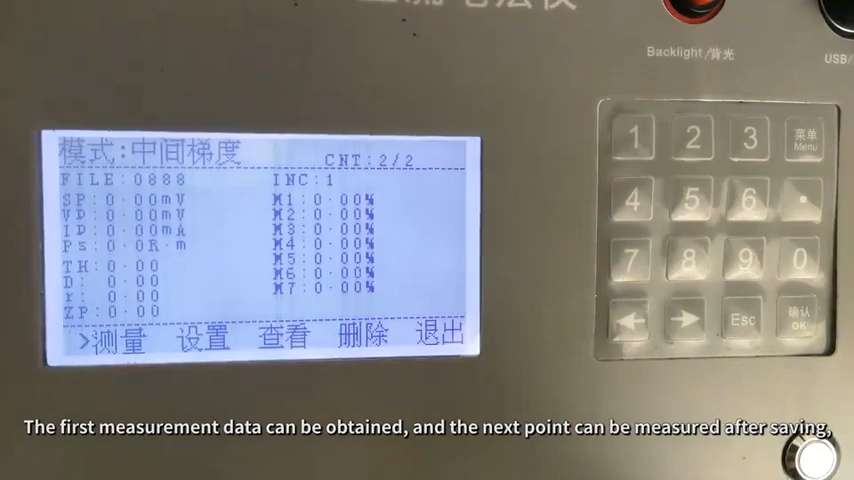 Backlight/背光
USB/
模式:中间梯度
CNT:2/2
FILE:0888
INC:1
SP:0.00mV
VP:0.00mV
IP:0.00mA
Ps:0.0R.m
TH:0.00
D: 0.00
r: 0.00
ZP:0.00
M1:0.00%
M2:0.00%
M3:0.00%
M4:0.00%
M5:0.00%
M6:0.00%
M7:0.00%
>测量 设置 查看 删除 退出
1 2 3 菜单 Menu
4 5 6 .
7 8 9 0
← → Esc 确认 OK
The first measurement data can be obtained, and the next point can be measured after saving,